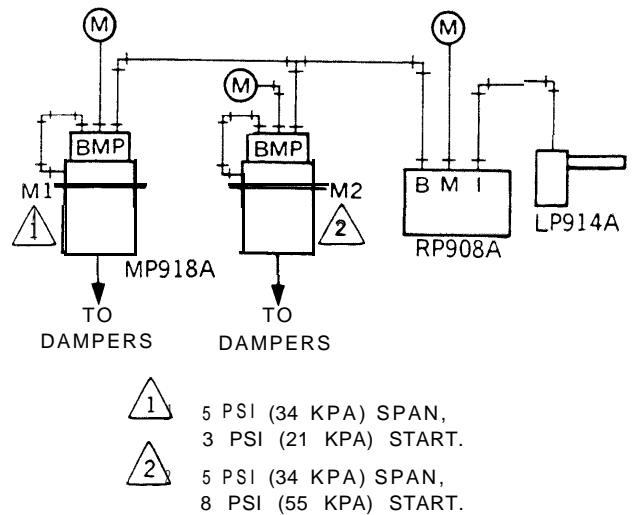 M
M
M
BMP
BMP
B M I
M1
M2
1
2
MP918A
RP908A
LP914A
TO
DAMPERS
TO
DAMPERS
1
5 PSI (34 KPA) SPAN,
3 PSI (21 KPA) START.
2
5 PSI (34 KPA) SPAN,
8 PSI (55 KPA) START.